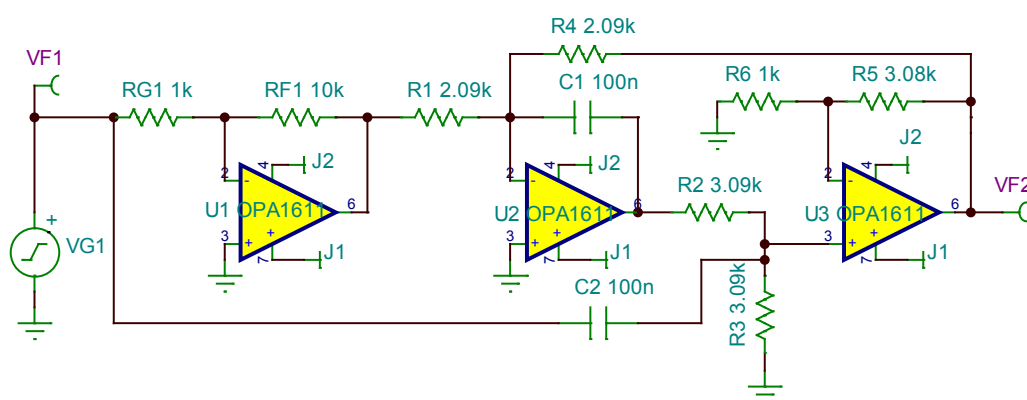 R4 2.09k
VF1
C1 100n
R6 1k
R5 3.08k
RG1 1k
RF1 10k
R1 2.09k
J2
J2
J2
4
4
4
2
-
2
-
2
-
R2 3.09k
VF2
U1 OPA1611
6
U2 OPA1611
6
U3 OPA1611
6
+
VG1
3
+
3
+
3
+
7
J1
7
J1
7
J1
C2 100n
R3 3.09k